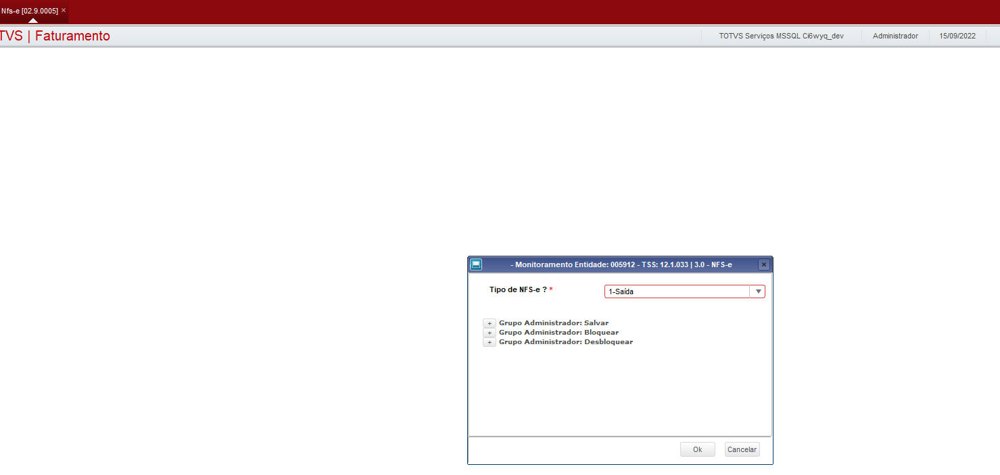 Nfs-e [02.9.0005] ×
TVS | Faturamento
TOTVS Serviços MSSQL Ci6wyq_dev
Administrador
15/09/2022
- Monitoramento Entidade: 005912 - TSS: 12.1.033 | 3.0 - NFS-e
Tipo de NFS-e ? *
1-Saída
+ Grupo Administrador: Salvar
+ Grupo Administrador: Bloquear
+ Grupo Administrador: Desbloquear
Ok
Cancelar